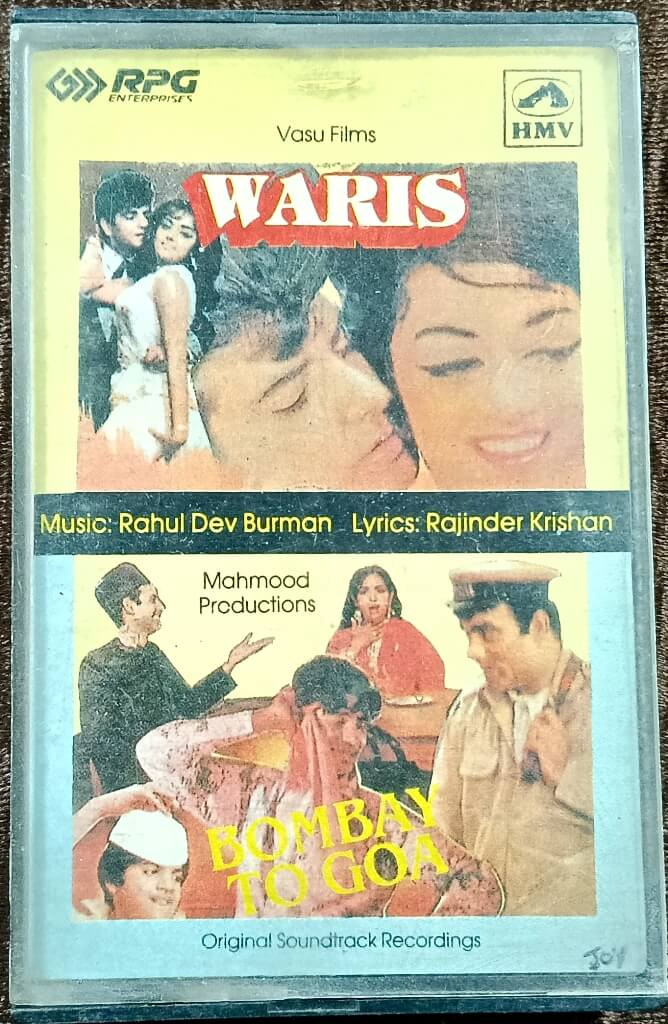 RPG
ENTERPRISES
HMV
Vasu Films
WARIS
Music: Rahul Dev Burman Lyrics: Rajinder Krishan
Mahmood
Productions
BOMBAY
TO GOA
Original Soundtrack Recordings
JOY